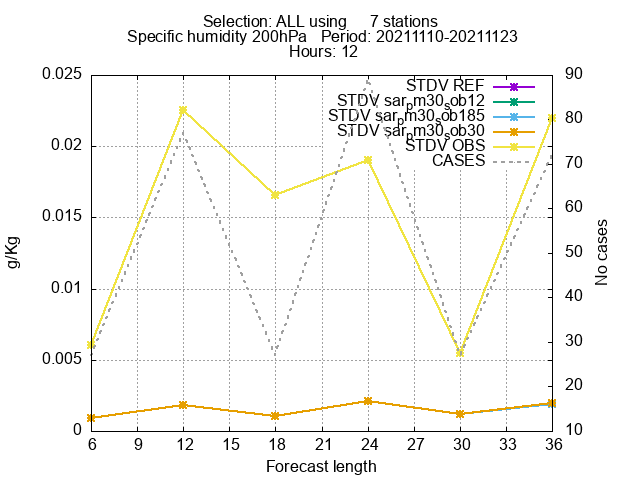 Selection: ALL using 7 stations
Specific humidity 200hPa Period: 20211110-20211123
Hours: 12
0.025
0.02
0.015
0.01
0.005
0
g/Kg
90
80
70
60
50
40
30
20
10
No cases
STDV REF
STDV sarpm30sob12
STDV sarpm30sob185
STDV sarpm30sob30
STDV OBS
CASES
6 9 12 15 18 21 24 27 30 33 36
Forecast length